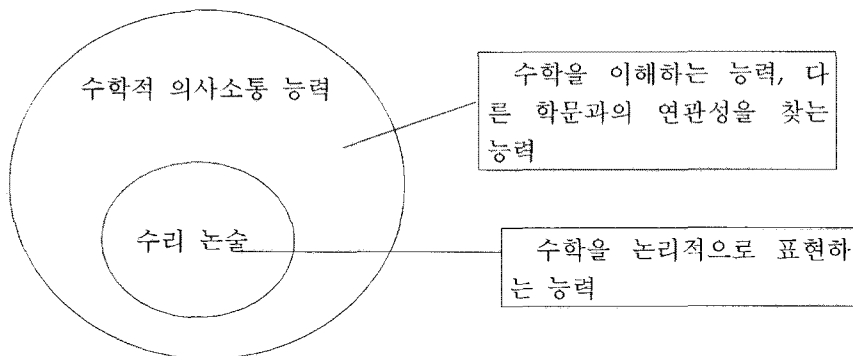 수학적 의사소통 능력
수학을 이해하는 능력, 다
른 학문과의 연관성을 찾는
능력
수리 논술
수학을 논리적으로 표현하
는 능력